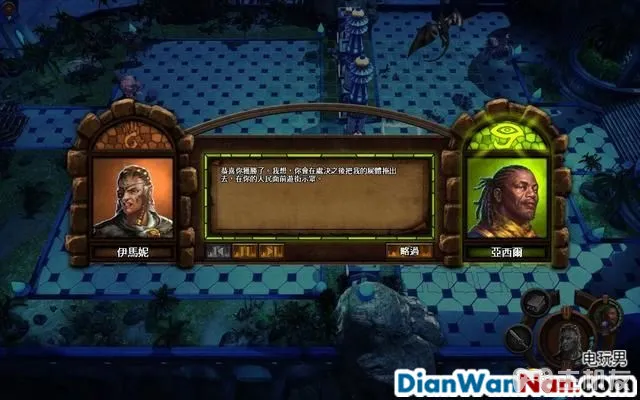 恭喜你獲勝了。我想，你會在處決之後把我的屍體拖出
去，在你的人民面前遊街示眾。
伊馬妮
略過
亞西爾
电玩男
DianWanNan.com